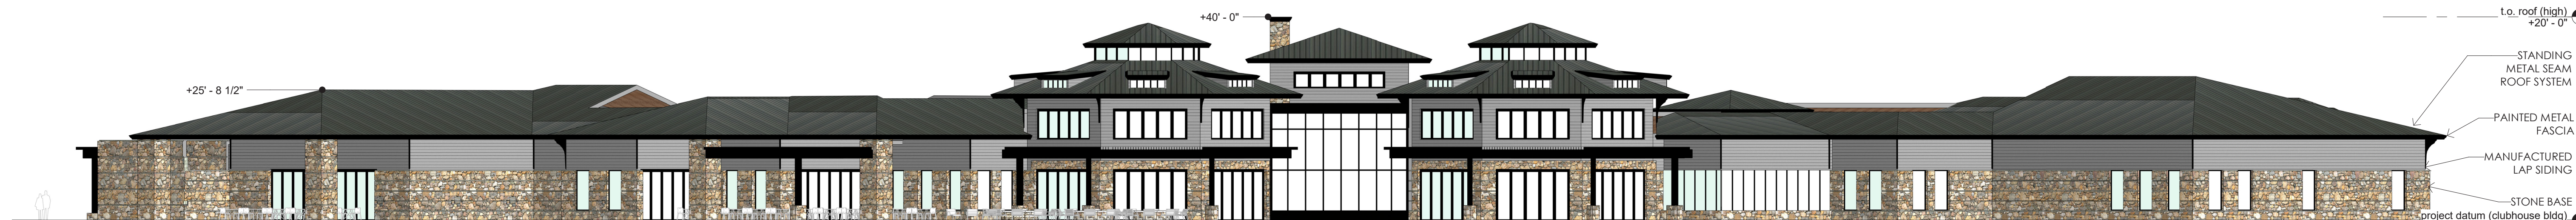 +40' - 0"
t.o. roof (high)
+20' - 0"
+25' - 8 1/2"
STANDING
METAL SEAM
ROOF SYSTEM
PAINTED METAL
FASCIA
MANUFACTURED
LAP SIDING
STONE BASE
project datum (clubhouse bldg)